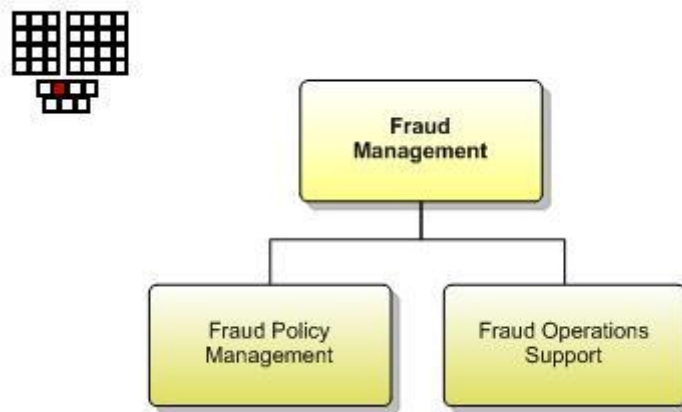 Fraud
Management
Fraud Policy
Management
Fraud Operations
Support